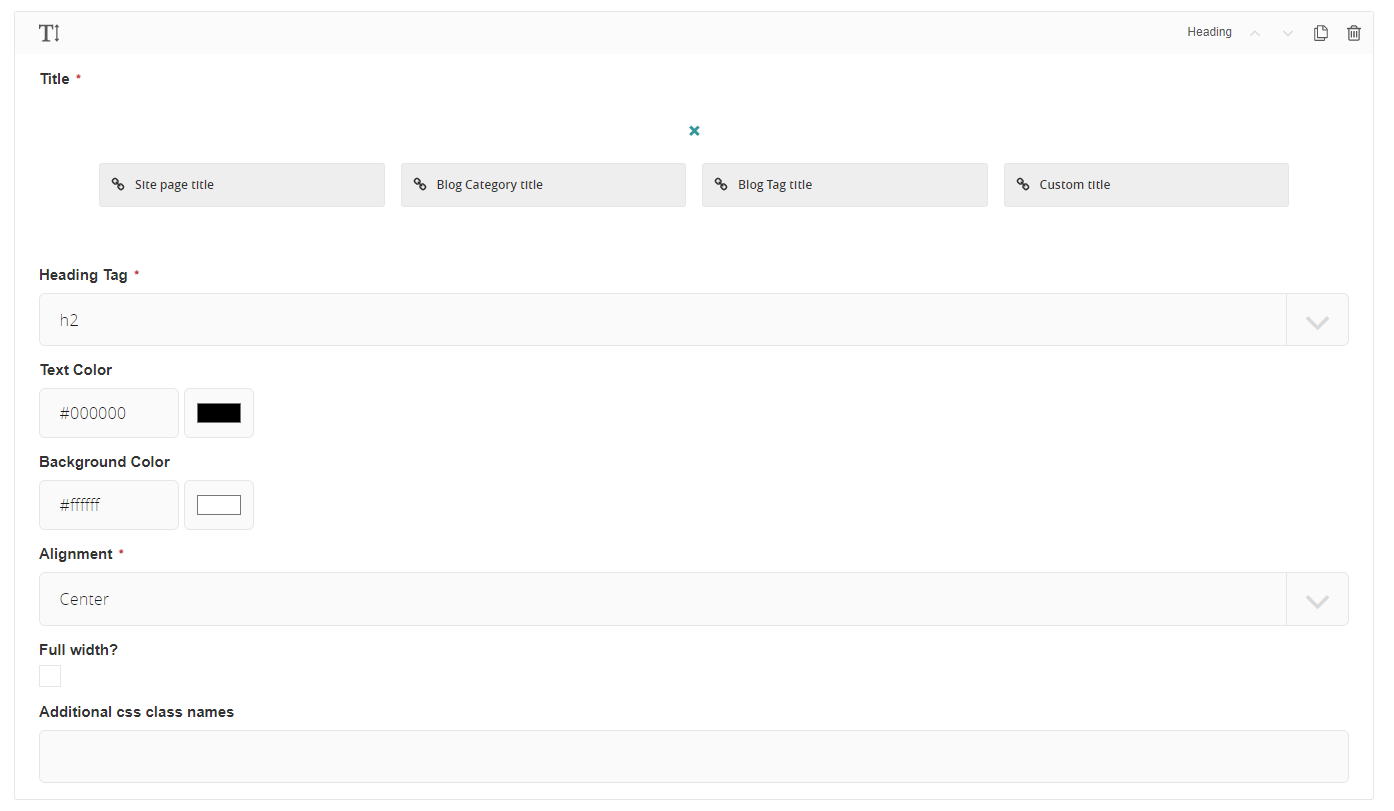 Heading
Title *
Site page title
Blog Category title
Blog Tag title
Custom title
Heading Tag *
h2
Text Color
#000000
Background Color
#ffffff
Alignment *
Center
Full width?
Additional css class names